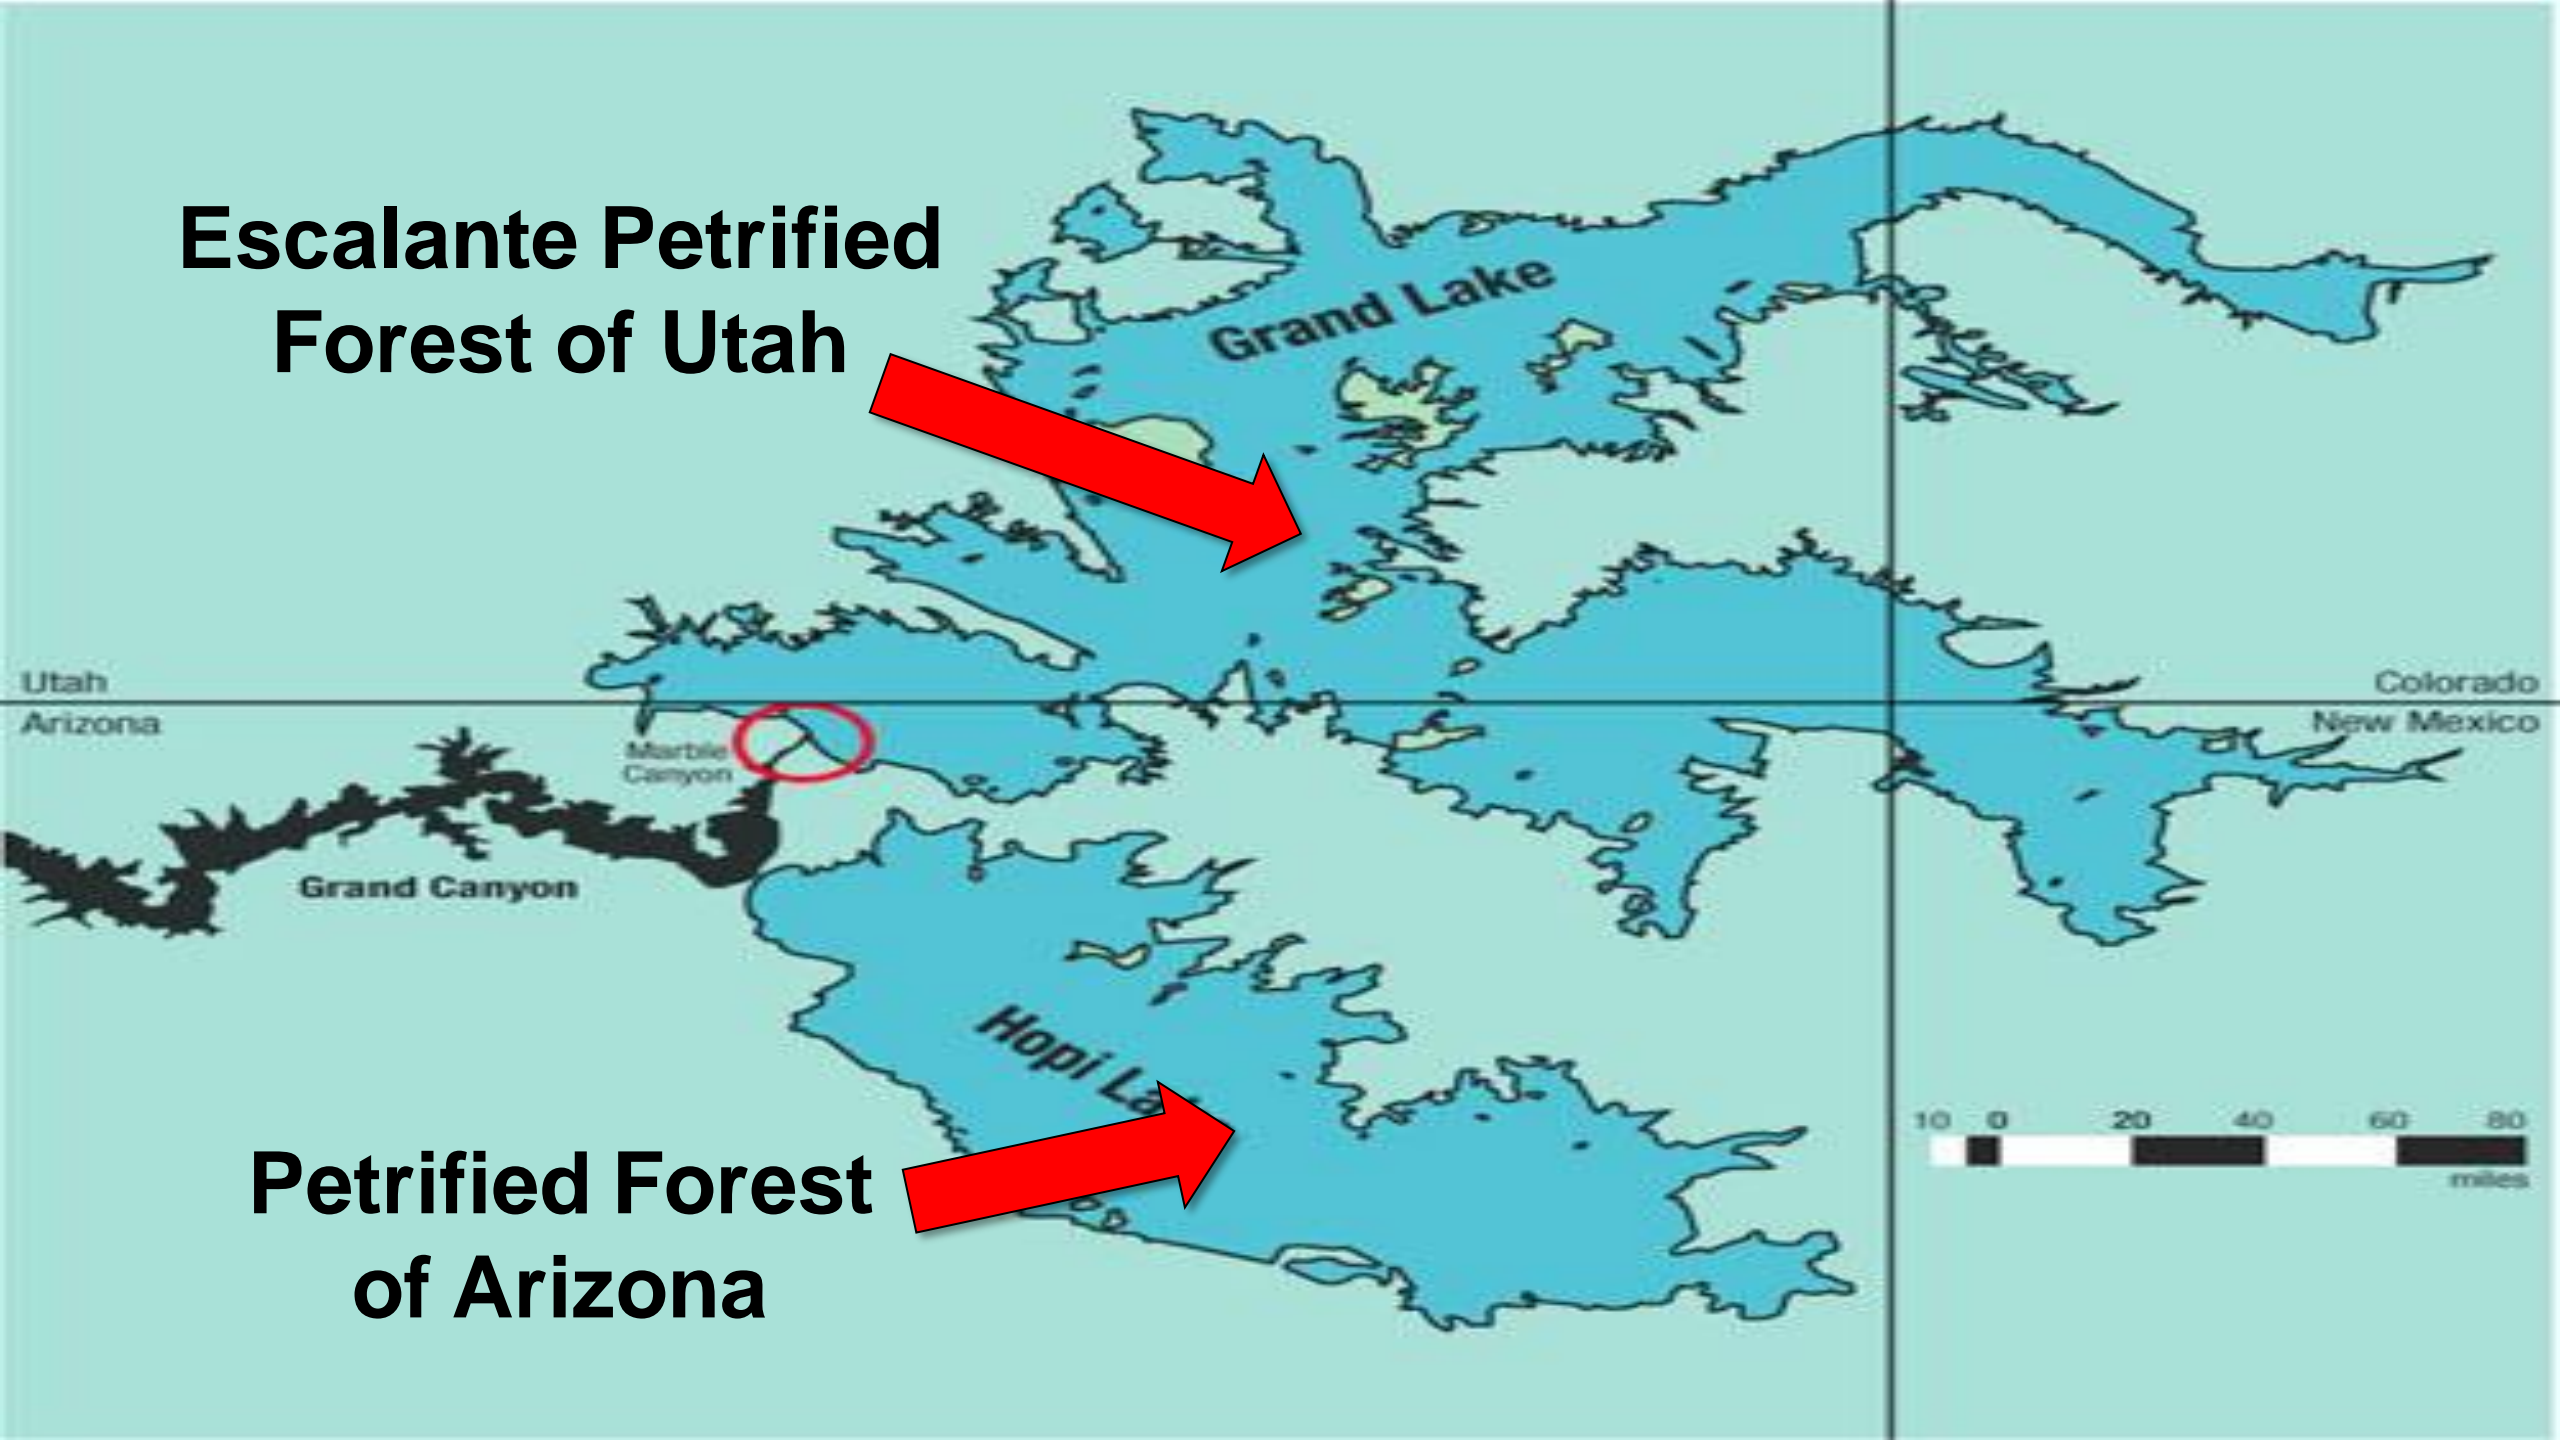 Escalante Petrified
Forest of Utah
Grand Lake
Utah
Colorado
Arizona
New Mexico
Marble
Canyon
Grand Canyon
Hopi
10 0 20 40 60 80
miles
Petrified Forest
of Arizona